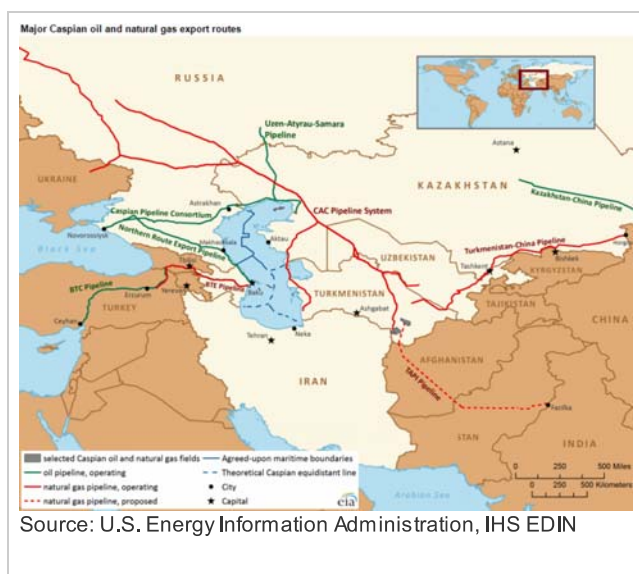 Major Caspian oil and natural gas export routes
RUSSIA
Uzen-Atyrau-Samara
Pipeline
Astana
UKRAINE
KAZAKHSTAN
Astrakhan
Kazakhstan-China Pipeline
Caspian Pipeline Consortium
CAC Pipeline System
Novorossiysk
Northern Route Export Pipeline
Makhachkala
Aktau
Black Sea
Turkmenistan-China Pipeline
UZBEKISTAN
Bishkek
Tbilisi
Tashkent
KYRGYZSTAN
BTC Pipeline
BTE Pipeline
Baku
TURKMENISTAN
Erzurum
Yerevan
TAJIKISTAN
TURKEY
Ashgabat
CHINA
Ceyhan
Neka
Tehran
AFGHANISTAN
IRAN
TAPI Pipeline
Fazilka
STAN
INDIA
selected Caspian oil and natural gas fields
Agreed-upon maritime boundaries
oil pipeline, operating
Theoretical Caspian equidistant line
natural gas pipeline, operating
City
natural gas pipeline, proposed
Capital
eia
Arabian Sea
0 250 500 Miles
0 250 500 Kilometers
Source: U.S. Energy Information Administration, IHS EDIN